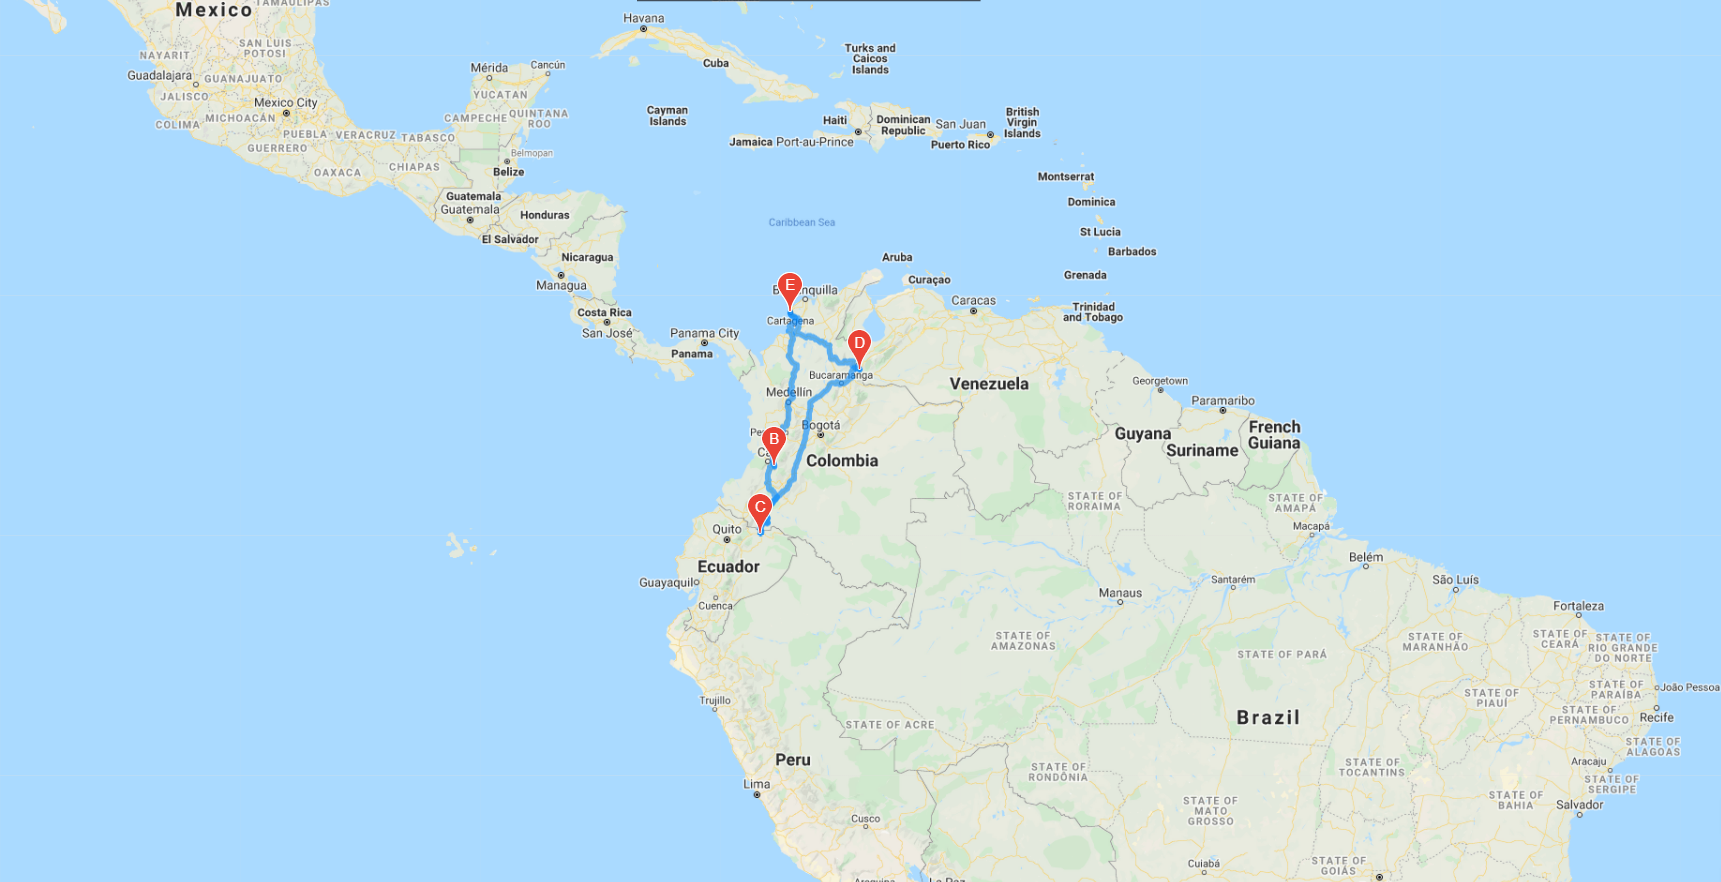 Mexico
TAMAULIPAS
SAN LUIS
POTOSI
NAYARIT
Guadalajara
GUANAJUATO
JALISCO
Mexico City
COLIMA
MICHOACÁN
PUEBLA
VERACRUZ
TABASCO
GUERRERO
OAXACA
CHIAPAS
Mérida
Cancún
YUCATAN
CAMPECHE
QUINTANA
ROO
Belmopan
Belize
Guatemala
Guatemala
Honduras
El Salvador
Nicaragua
Managua
Costa Rica
San José
Panama City
Panama
Havana
Cuba
Cayman
Islands
Turks and
Caicos
Islands
Haiti
Jamaica
Port-au-Prince
Dominican
Republic
San Juan
Puerto Rico
British
Virgin
Islands
Montserrat
Dominica
St Lucia
Barbados
Grenada
Trinidad
and Tobago
Caribbean Sea
Aruba
Curaçao
Caracas
E
Cartagena
D
Bucaramanga
Medellín
Bogotá
B
C
Colombia
Venezuela
Georgetown
Paramaribo
Guyana
Suriname
French
Guiana
Quito
Ecuador
Guayaquil
Cuenca
STATE OF
RORAIMA
STATE OF
AMAPÁ
Macapá
Belém
São Luís
Santarém
Manaus
Fortaleza
STATE OF
AMAZONAS
STATE OF PARÁ
STATE OF
MARANHÃO
STATE OF
CEARÁ
STATE OF
RIO GRANDE
DO NORTE
STATE OF
PARAÍBA
João Pessoa
STATE OF
PIAUÍ
STATE OF
PERNAMBUCO
Recife
STATE OF
ALAGOAS
Aracaju
STATE OF
SERGIPE
Trujillo
STATE OF ACRE
Brazil
Peru
Lima
Cusco
STATE OF
RONDÔNIA
STATE OF
TOCANTINS
STATE OF
MATO
GROSSO
STATE OF
BAHIA
Salvador
Cuiabá
STATE OF
GOIÁS